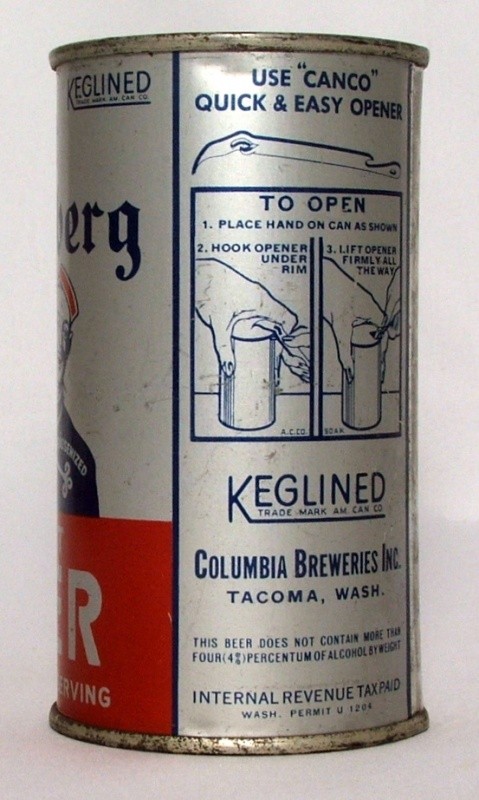 KEGLINED
TRADE MARK AM. CAN CO.
erg
ER
ERVING
USE "CANCO"
QUICK & EASY OPENER
TO OPEN
1. PLACE HAND ON CAN AS SHOWN
2. HOOK OPENER
UNDER
RIM
3. LIFT OPENER
FIRMLY-ALL
THE WAY
A.C.CO.
50 A K
KEGLINED
TRADE MARK AM. CAN CO.
COLUMBIA BREWERIES INC.
TACOMA, WASH.
THIS BEER DOES NOT CONTAIN MORE THAN
FOUR (4%) PERCENTUM OF ALCOHOL BY WEIGHT
INTERNAL REVENUE TAX PAID
WASH. PERMIT U 1204